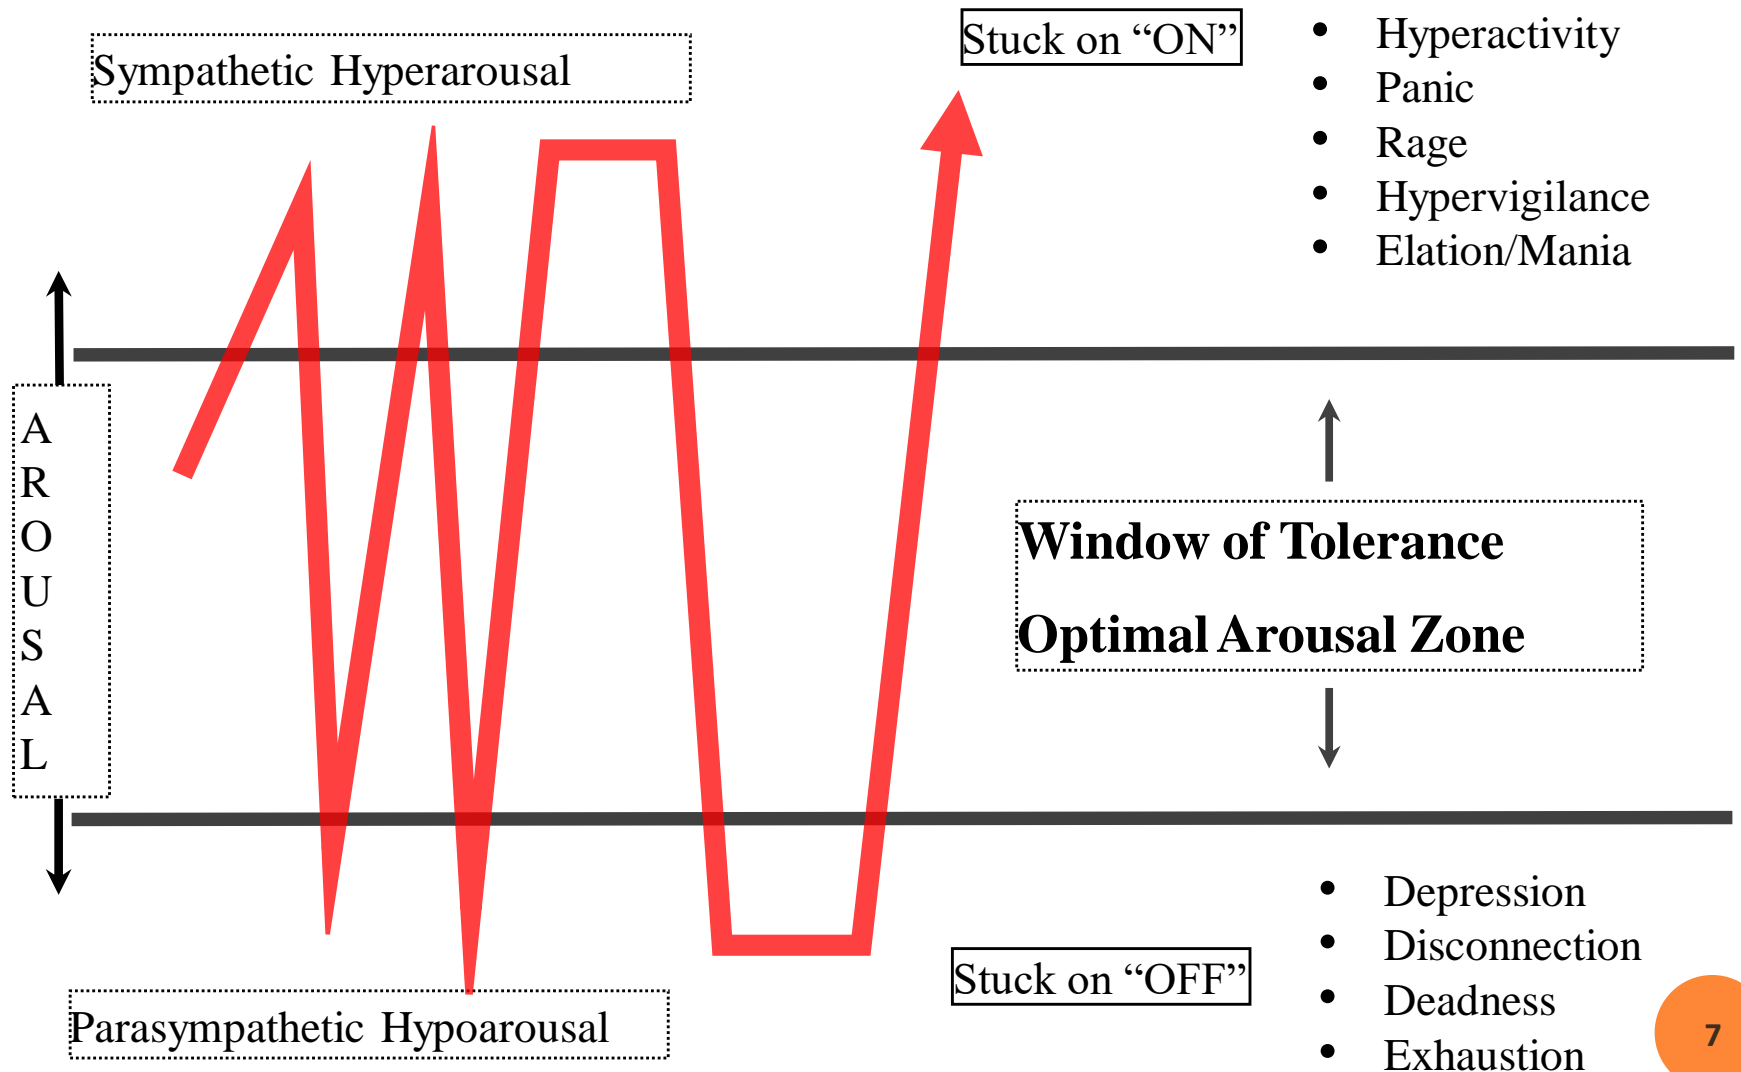 Sympathetic Hyperarousal
Stuck on “ON”
• Hyperactivity
• Panic
• Rage
• Hypervigilance
• Elation/Mania
A
R
O
U
S
A
L
Window of Tolerance
Optimal Arousal Zone
Parasympathetic Hypoarousal
Stuck on “OFF”
• Depression
• Disconnection
• Deadness
• Exhaustion
7